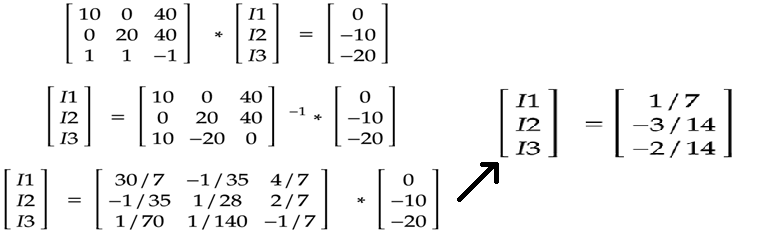 [10 0 40; 0 20 40; 1 1 −1] * [I1; I2; I3] = [0; −10; −20]
[I1; I2; I3] = [10 0 40; 0 20 40; 10 −20 0] −1 * [0; −10; −20]
[I1; I2; I3] = [30/7 −1/35 4/7; −1/35 1/28 2/7; 1/70 1/140 −1/7] * [0; −10; −20]
[I1; I2; I3] = [1/7; −3/14; −2/14]